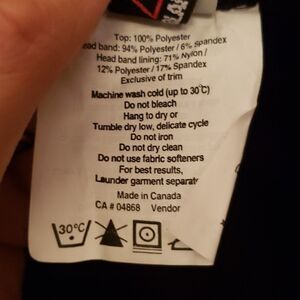 Top: 100% Polyester
ead band: 94% Polyester / 6% Spandex
Head band lining: 71% Nylon /
12% Polyester / 17% Spandex
Exclusive of trim
Machine wash cold (up to 30°C)
Do not bleach
Hang to dry or
Tumble dry low, delicate cycle
Do not iron
Do not dry clean
Do not use fabric softeners
For best results,
Launder garment separat
Made in Canada
CA # 04868 Vendor
30°C